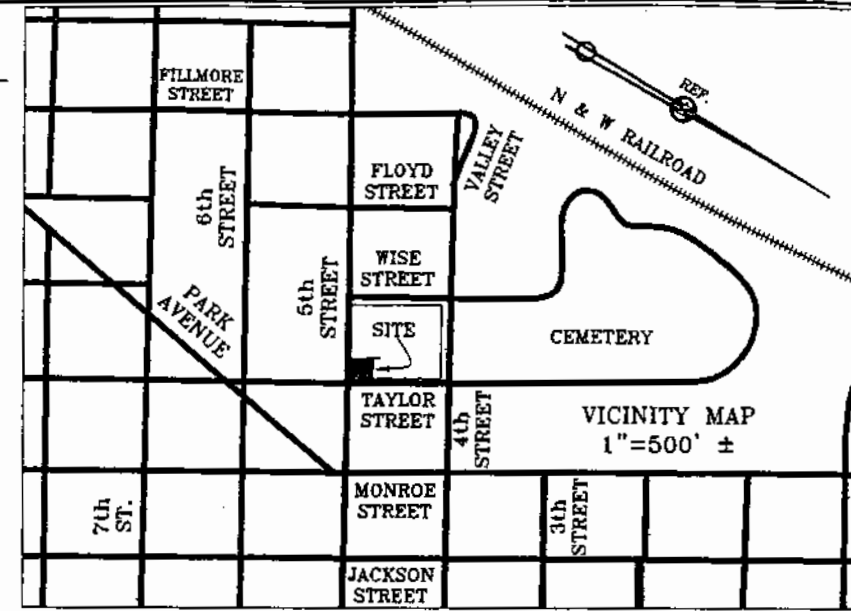 FILLMORE
STREET
REF.
N & W RAILROAD
VALLEY
STREET
FLOYD
STREET
6th
STREET
WISE
STREET
5th
STREET
PARK
AVENUE
SITE
CEMETERY
TAYLOR
STREET
4th
STREET
VICINITY MAP
1"=500' ±
MONROE
STREET
7th
ST.
3th
STREET
JACKSON
STREET